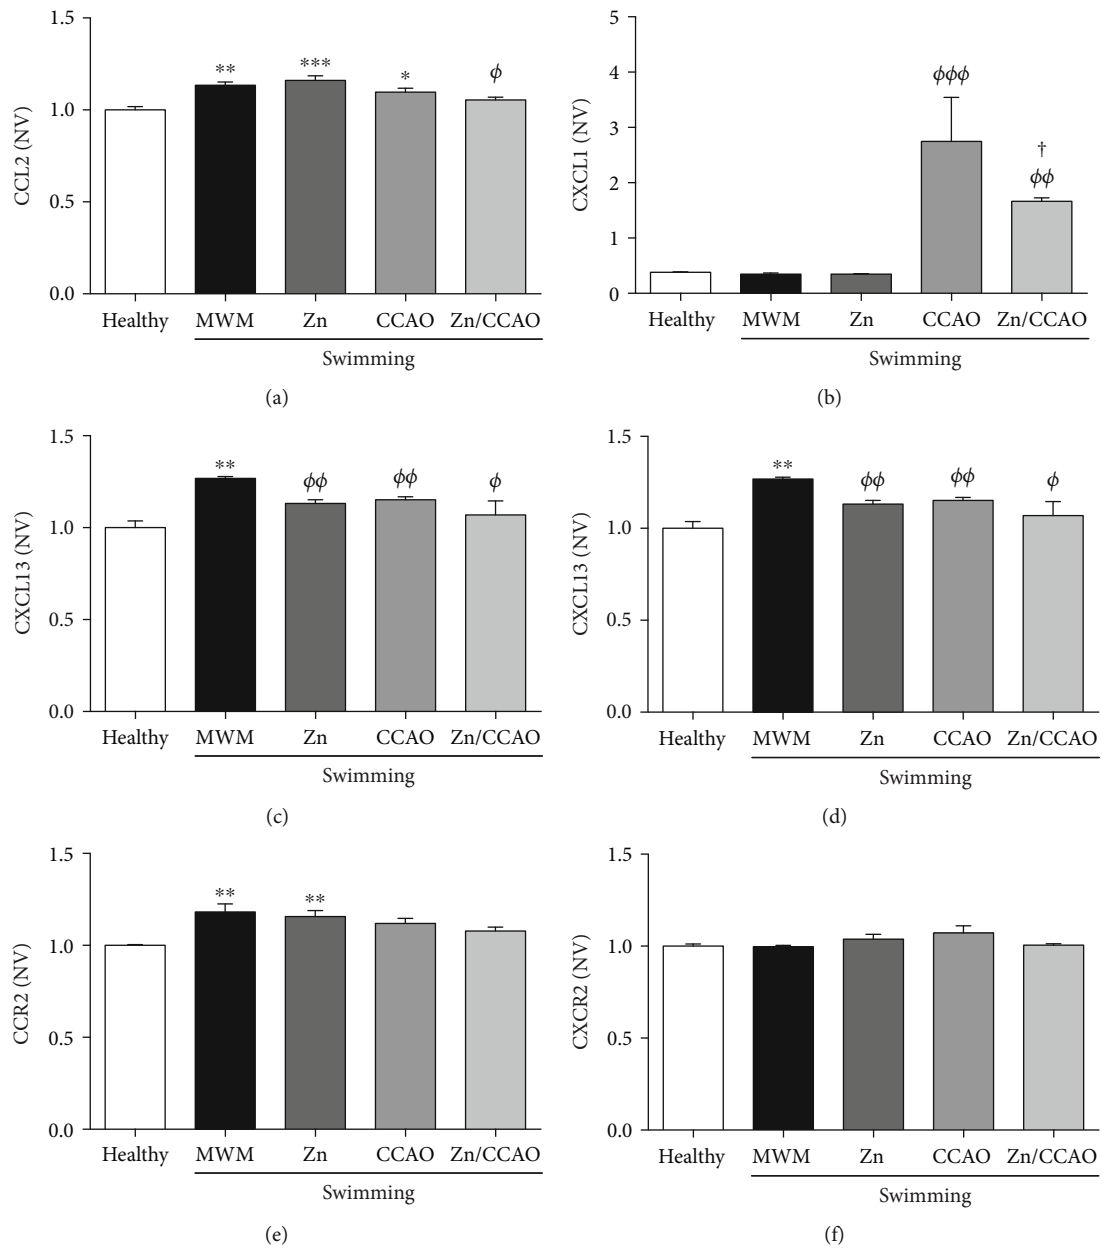 CCL2 (NV)
1.5
1.0
0.5
0.0
** *** * ϕ
Healthy MWM Zn CCAO Zn/CCAO
Swimming
(a)
CXCL1 (NV)
5
4
3
2
1
0
ϕϕϕ
†
ϕϕ
Healthy MWM Zn CCAO Zn/CCAO
Swimming
(b)
CXCL13 (NV)
1.5
1.0
0.5
0.0
** ϕϕ ϕϕ ϕ
Healthy MWM Zn CCAO Zn/CCAO
Swimming
(c)
CXCL13 (NV)
1.5
1.0
0.5
0.0
** ϕϕ ϕϕ ϕ
Healthy MWM Zn CCAO Zn/CCAO
Swimming
(d)
CCR2 (NV)
1.5
1.0
0.5
0.0
** **
Healthy MWM Zn CCAO Zn/CCAO
Swimming
(e)
CXCR2 (NV)
1.5
1.0
0.5
0.0
Healthy MWM Zn CCAO Zn/CCAO
Swimming
(f)